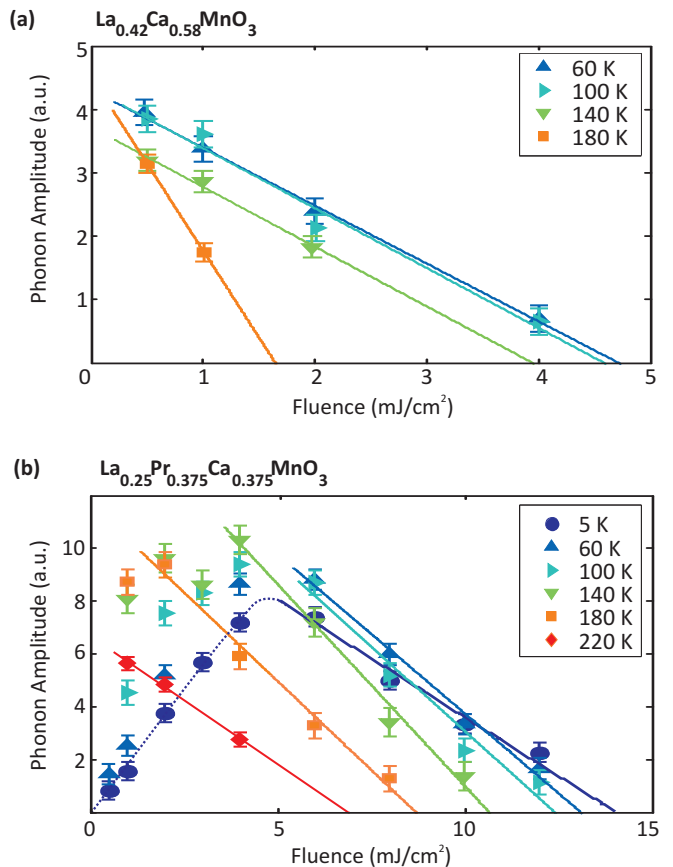 (a) La₀.₄₂Ca₀.₅₈MnO₃
Phonon Amplitude (a.u.)
4
3
2
1
0 1 2 3 4 5
Fluence (mJ/cm²)
60 K
100 K
140 K
180 K
(b) La₀.₂₅Pr₀.₃₇₅Ca₀.₃₇₅MnO₃
Phonon Amplitude (a.u.)
10
8
6
4
2
0 5 10 15
Fluence (mJ/cm²)
5 K
60 K
100 K
140 K
180 K
220 K